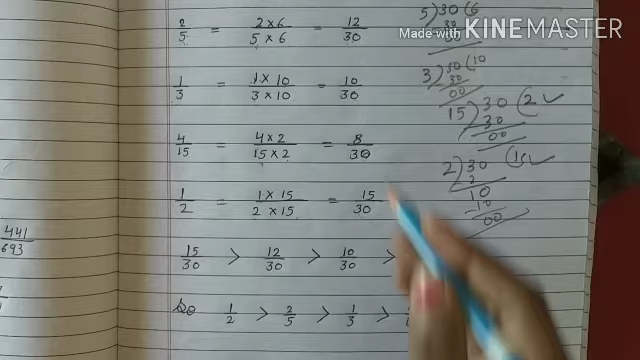 2/5 = 2 × 6 / 5 × 6 = 12/30
1/3 = 1 × 10 / 3 × 10 = 10/30
4/15 = 4 × 2 / 15 × 2 = 8/30
1/2 = 1 × 15 / 2 × 15 = 15/30
15/30 > 12/30 > 10/30 >
So 1/2 > 2/5 > 1/3 >
5)30(6
30
Made With KINEMASTER
3)30(10
30
00
15)30(2 ✓
30
00
2)30(15 ✓
2
10
10
00
441/693